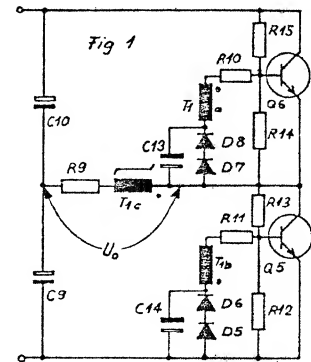 Fig 1
R15
R10
Q6
T1
a
C10
C13
D8
R14
D7
R9
R13
T1c
R11
U₀
T1b
Q5
C9
C14
D6
R12
D5